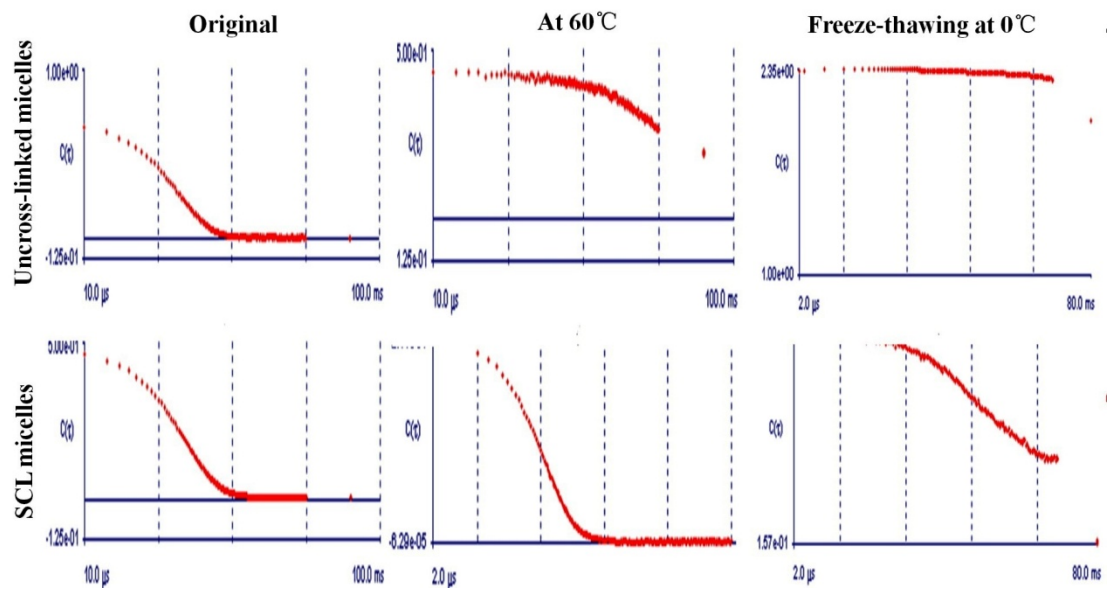 Original
At 60℃
Freeze-thawing at 0℃
Uncross-linked micelles
1.00e+00
C(τ)
-1.25e-01
10.0 µs
100.0 ms
5.00e-01
C(τ)
1.25e-01
10.0 µs
100.0 ms
2.35e+00
C(τ)
1.00e+00
2.0 µs
80.0 ms
SCL micelles
5.00e-01
C(τ)
-1.25e-01
10.0 µs
100.0 ms
C(τ)
-6.29e-05
2.0 µs
C(τ)
1.57e-01
2.0 µs
80.0 ms